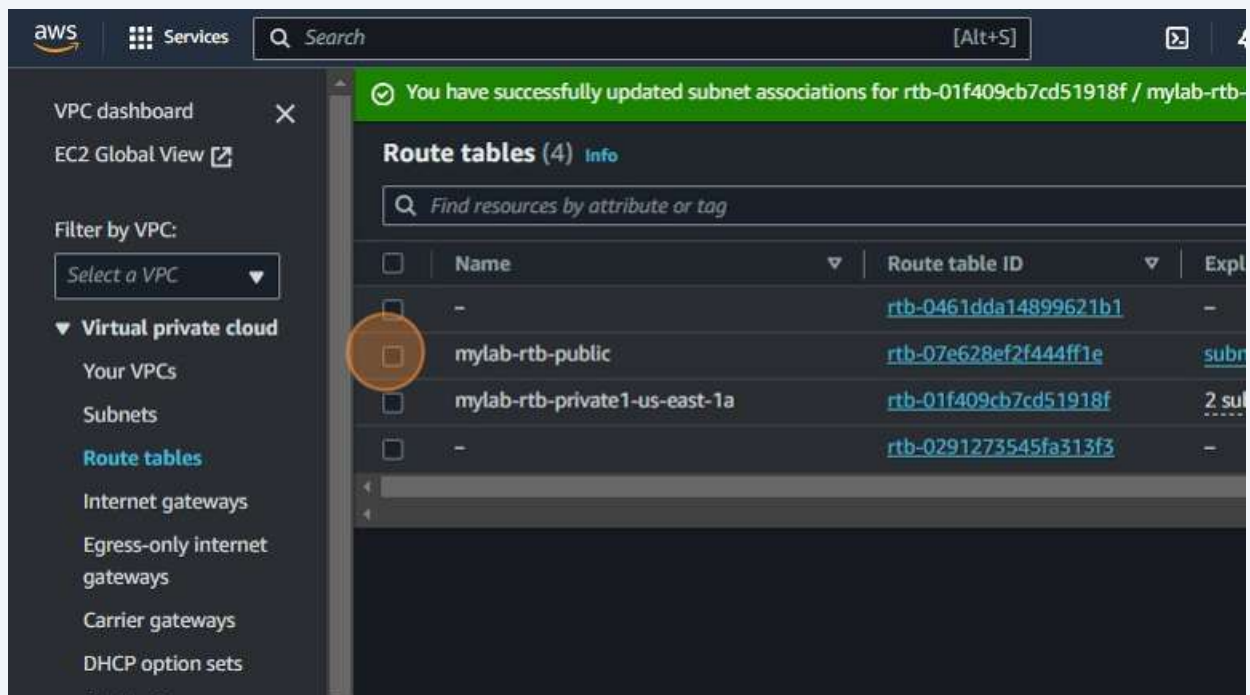 aws Services Search [Alt+S]
VPC dashboard
EC2 Global View
Filter by VPC:
Select a VPC
Virtual private cloud
Your VPCs
Subnets
Route tables
Internet gateways
Egress-only internet
gateways
Carrier gateways
DHCP option sets
You have successfully updated subnet associations for rtb-01f409cb7cd51918f / mylab-rtb-
Route tables (4) Info
Find resources by attribute or tag
Name Route table ID Expl
– rtb-0461dda14899621b1 –
mylab-rtb-public rtb-07e628ef2f444ff1e subn
mylab-rtb-private1-us-east-1a rtb-01f409cb7cd51918f 2 sub
– rtb-0291273545fa313f3 –